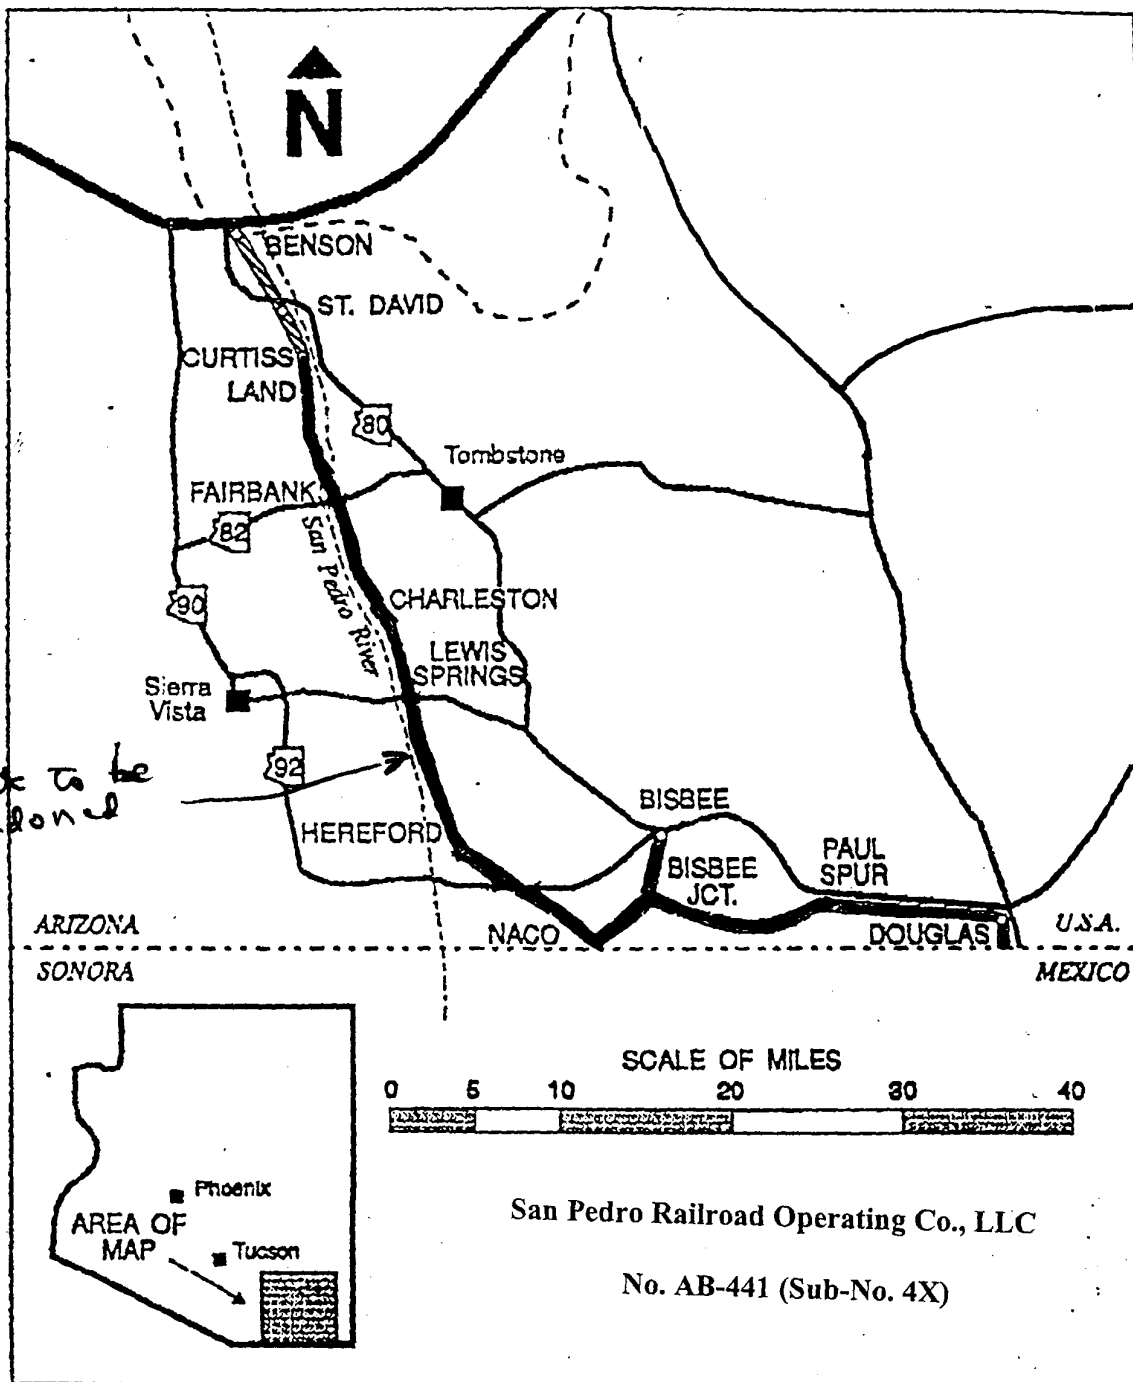 N
BENSON
ST. DAVID
CURTISS
LAND
80
Tombstone
FAIRBANK
82
San Pedro River
90
CHARLESTON
LEWIS
SPRINGS
Sierra
Vista
92
to be
HEREFORD
BISBEE
BISBEE
JCT.
PAUL
SPUR
NACO
DOUGLAS
ARIZONA
U.S.A.
SONORA
MEXICO
SCALE OF MILES
0 5 10 20 30 40
Phoenix
AREA OF
MAP
Tucson
San Pedro Railroad Operating Co., LLC
No. AB-441 (Sub-No. 4X)